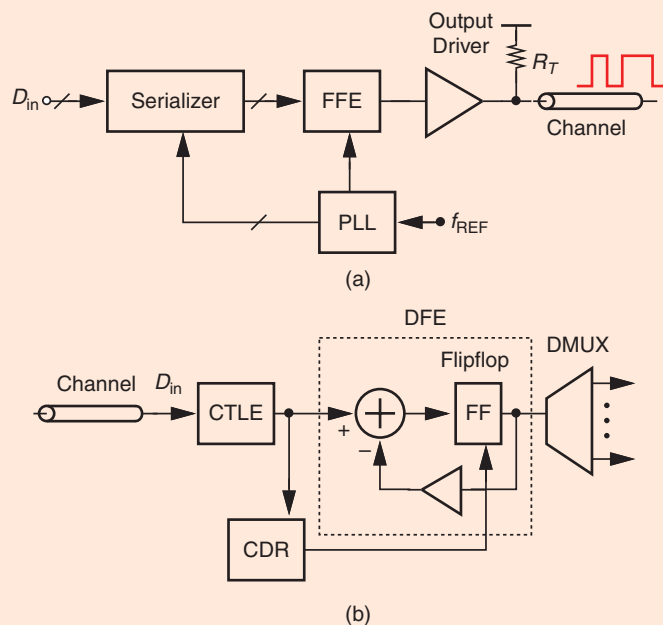 Output
Driver
R_T
D_in
Serializer
FFE
Channel
PLL
f_REF
(a)
DFE
Flipflop
DMUX
Channel
D_in
CTLE
+
+
−
FF
CDR
(b)